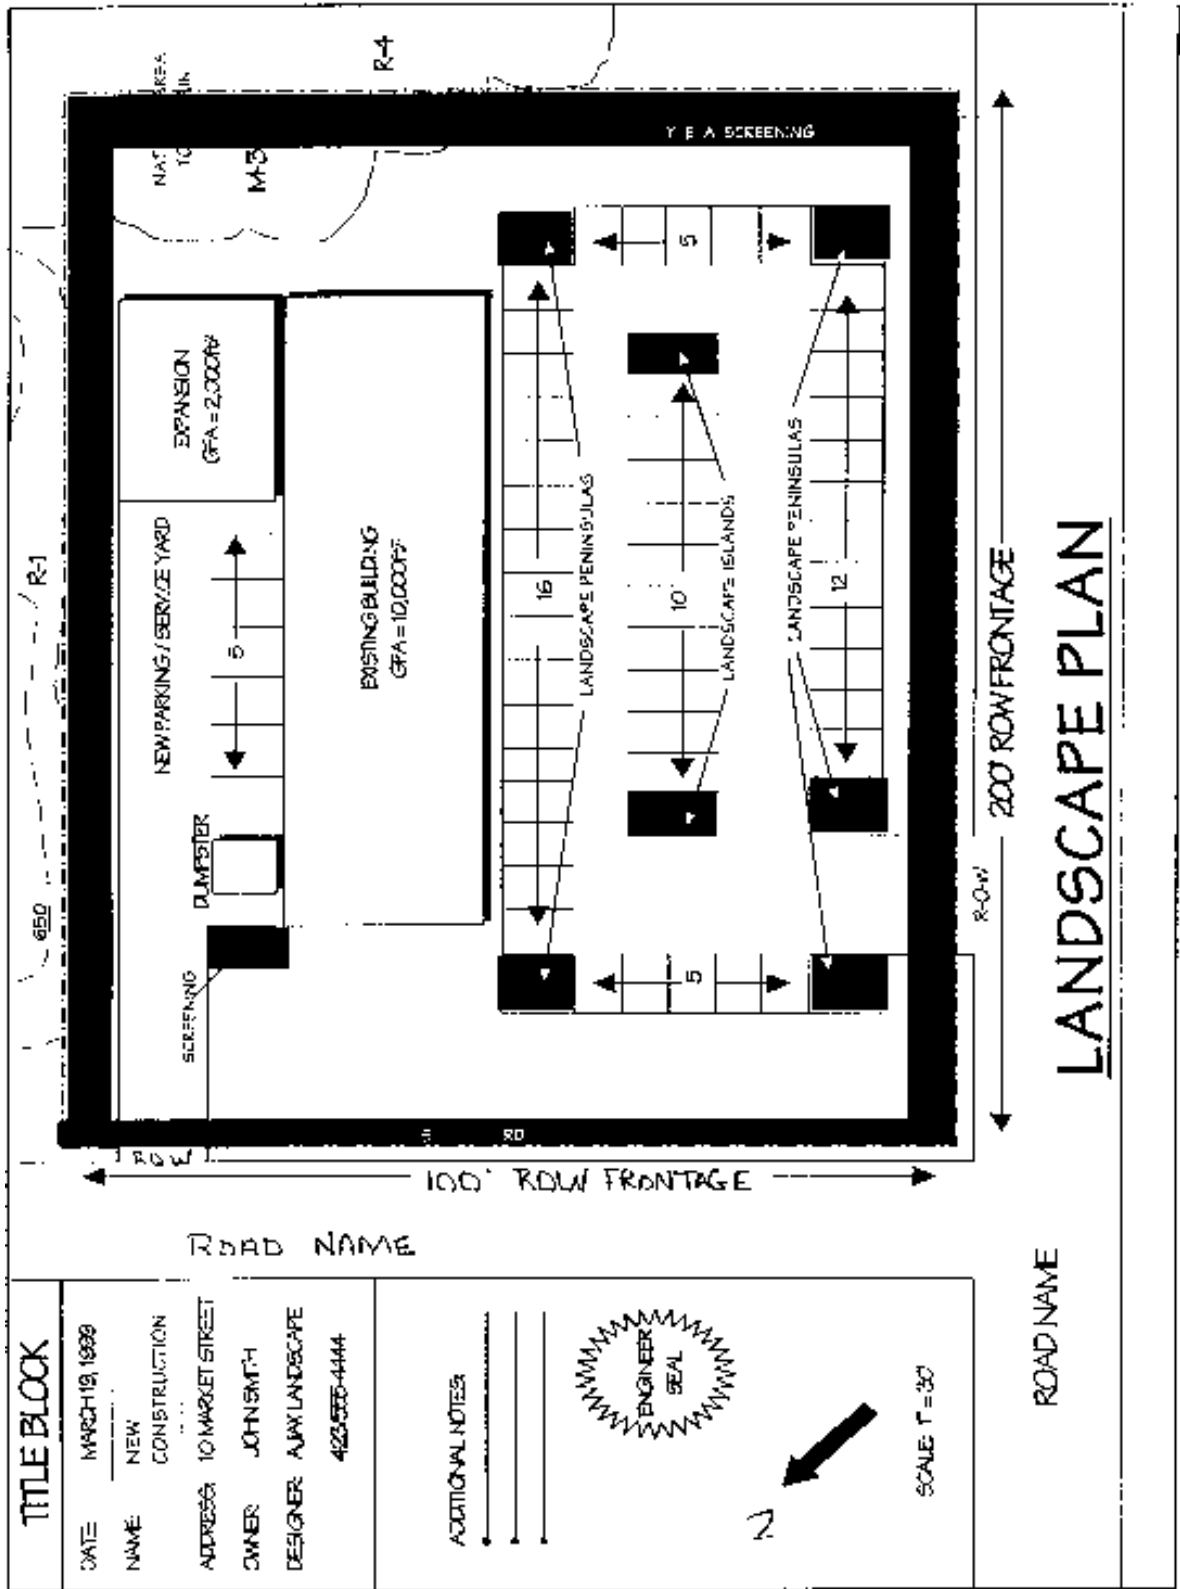 LANDSCAPE PLAN
R-4
R-1
M-3
650
SCREENING
EXPANSION
GFA = 2,000ft²
NEW PARKING / SERVICE YARD
5
DUMPSTER
SCREENING
EXISTING BUILDING
GFA = 10,000ft²
16
LANDSCAPE PENINSULAS
5
10
LANDSCAPE ISLANDS
LANDSCAPE PENINSULAS
12
5
200' ROW FRONTAGE
R-O-W
ROW
100' ROW FRONTAGE
ROAD NAME
ROAD NAME
TITLE BLOCK
DATE: MARCH 19, 1999
NAME: NEW
CONSTRUCTION
ADDRESS: 10 MARKET STREET
OWNER: JOHN SMITH
DESIGNER: AJAX LANDSCAPE
423/555-4444
ADDITIONAL NOTES:
ENGINEER
SEAL
SCALE: 1" = 30'